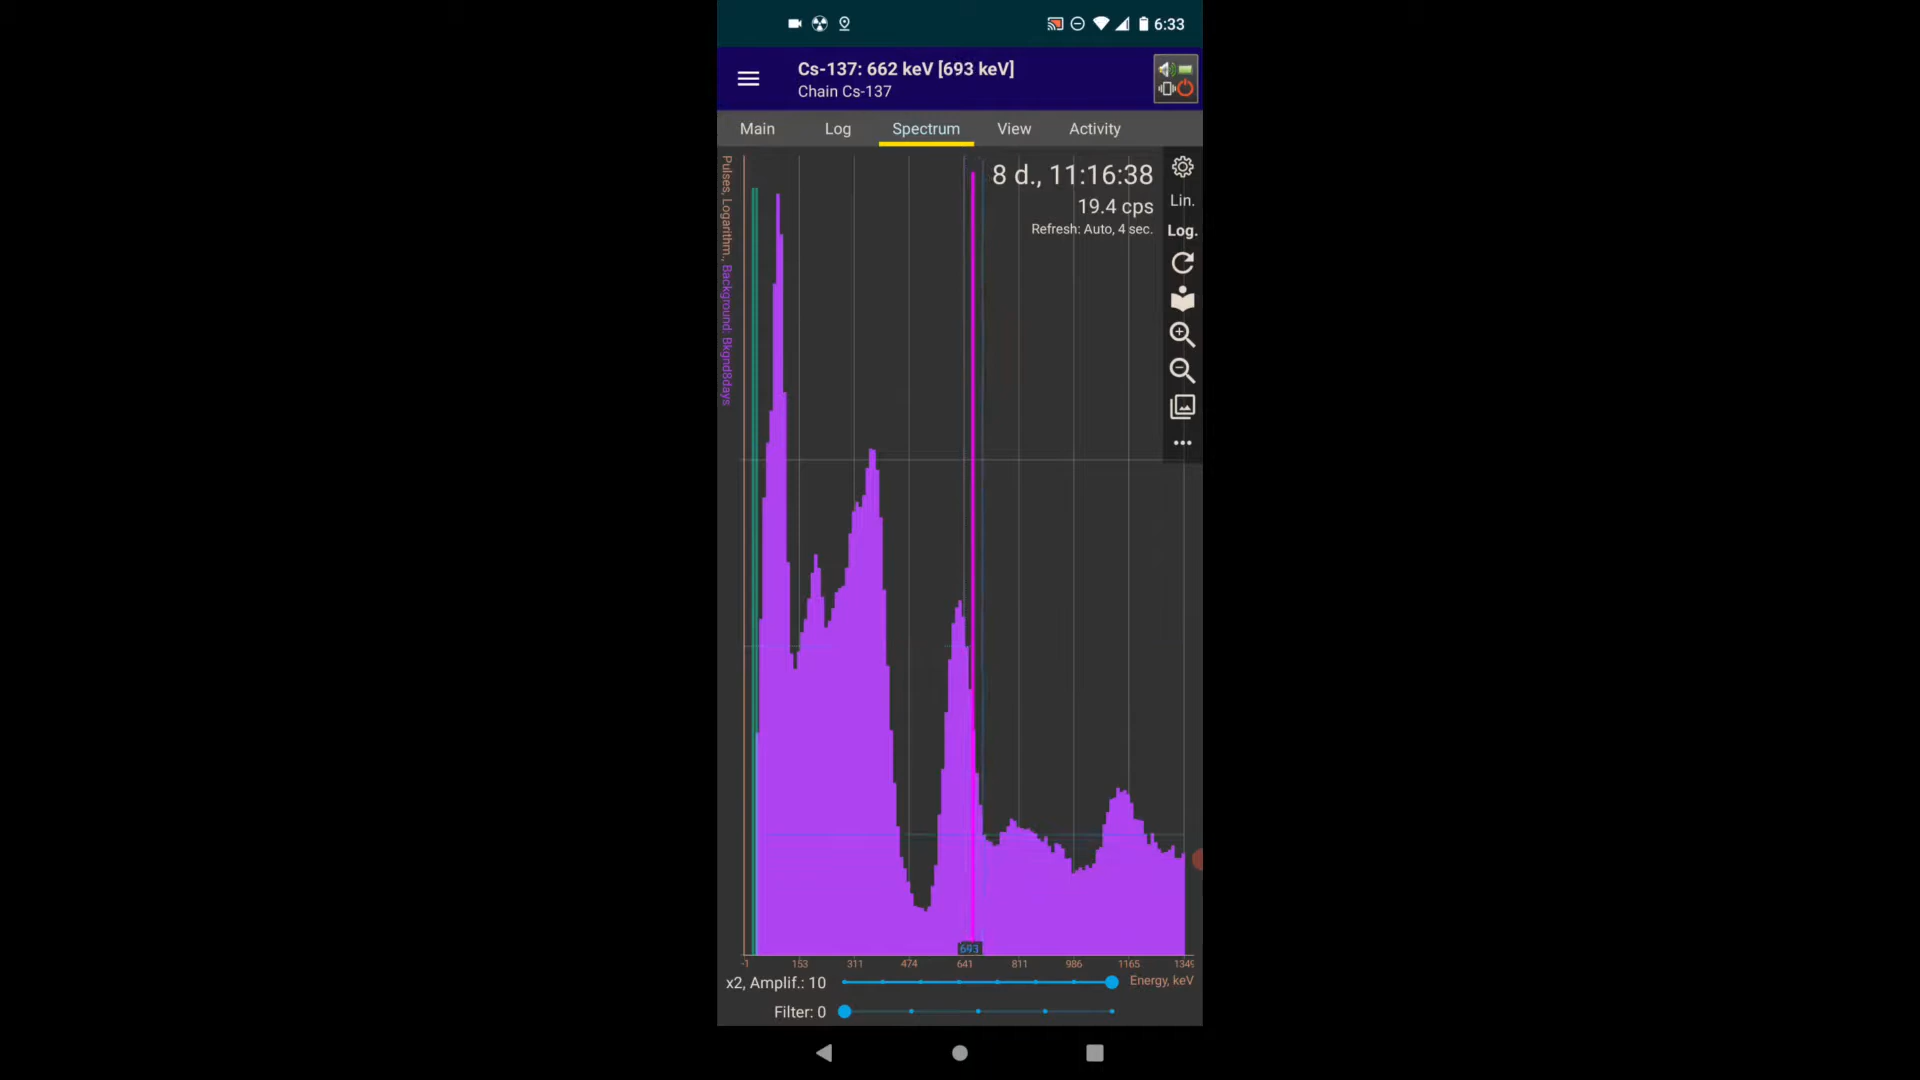 6:33
Cs-137: 662 keV [693 keV]
Chain Cs-137
Main
Log
Spectrum
View
Activity
Pulses, Logarithm., Background: Bkgnd8days
8 d., 11:16:38
19.4 cps
Refresh: Auto, 4 sec.
Lin.
Log.
693
-1 153 311 474 641 811 986 1165 1349
Energy, keV
x2, Amplif.: 10
Filter: 0